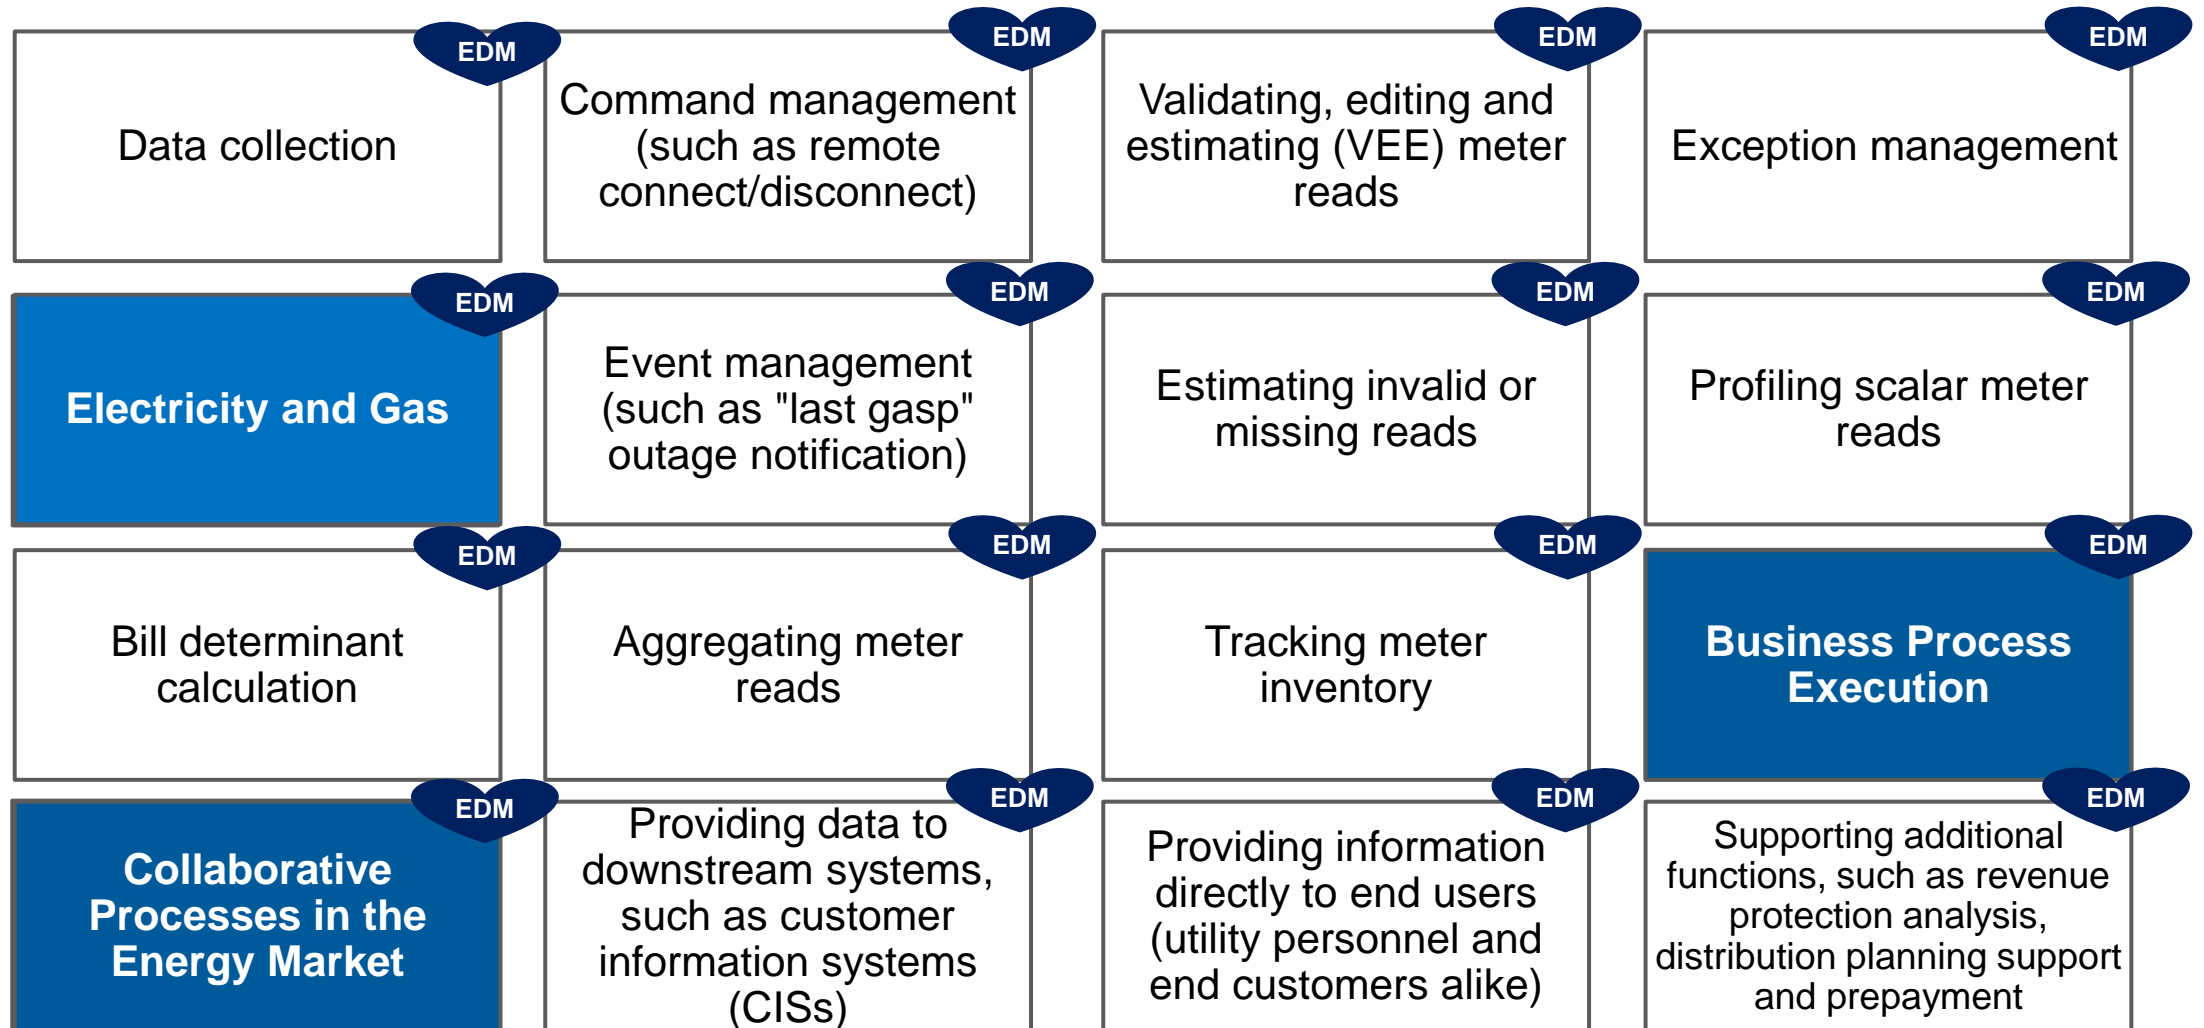 EDM
Data collection
EDM
Command management
(such as remote
connect/disconnect)
EDM
Validating, editing and
estimating (VEE) meter
reads
EDM
Exception management
EDM
Electricity and Gas
EDM
Event management
(such as "last gasp"
outage notification)
EDM
Estimating invalid or
missing reads
EDM
Profiling scalar meter
reads
EDM
Bill determinant
calculation
EDM
Aggregating meter
reads
EDM
Tracking meter
inventory
EDM
Business Process
Execution
EDM
Collaborative
Processes in the
Energy Market
EDM
Providing data to
downstream systems,
such as customer
information systems
(CISs)
EDM
Providing information
directly to end users
(utility personnel and
end customers alike)
EDM
Supporting additional
functions, such as revenue
protection analysis,
distribution planning support
and prepayment